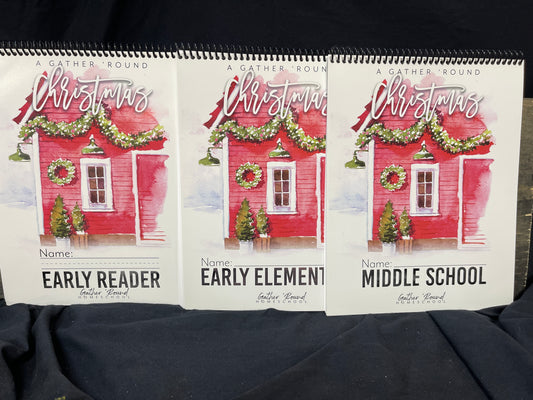 A GATHER 'ROUND
Christmas
Name:
EARLY READER
Gather 'Round
HOMESCHOOL
A GATHER 'ROUND
Christmas
Name:
EARLY ELEMENT
Gather 'Round
HOMESCHOOL
A GATHER 'ROUND
Christmas
Name:
MIDDLE SCHOOL
Gather 'Round
HOMESCHOOL